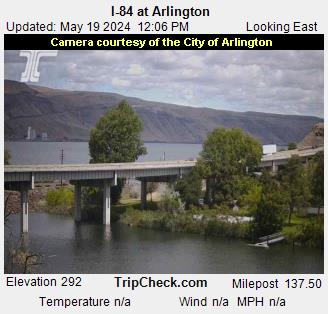 I-84 at Arlington
Updated: May 19 2024 12:06 PM Looking East
Camera courtesy of the City of Arlington
Elevation 292 TripCheck.com Milepost 137.50
Temperature n/a Wind n/a MPH n/a